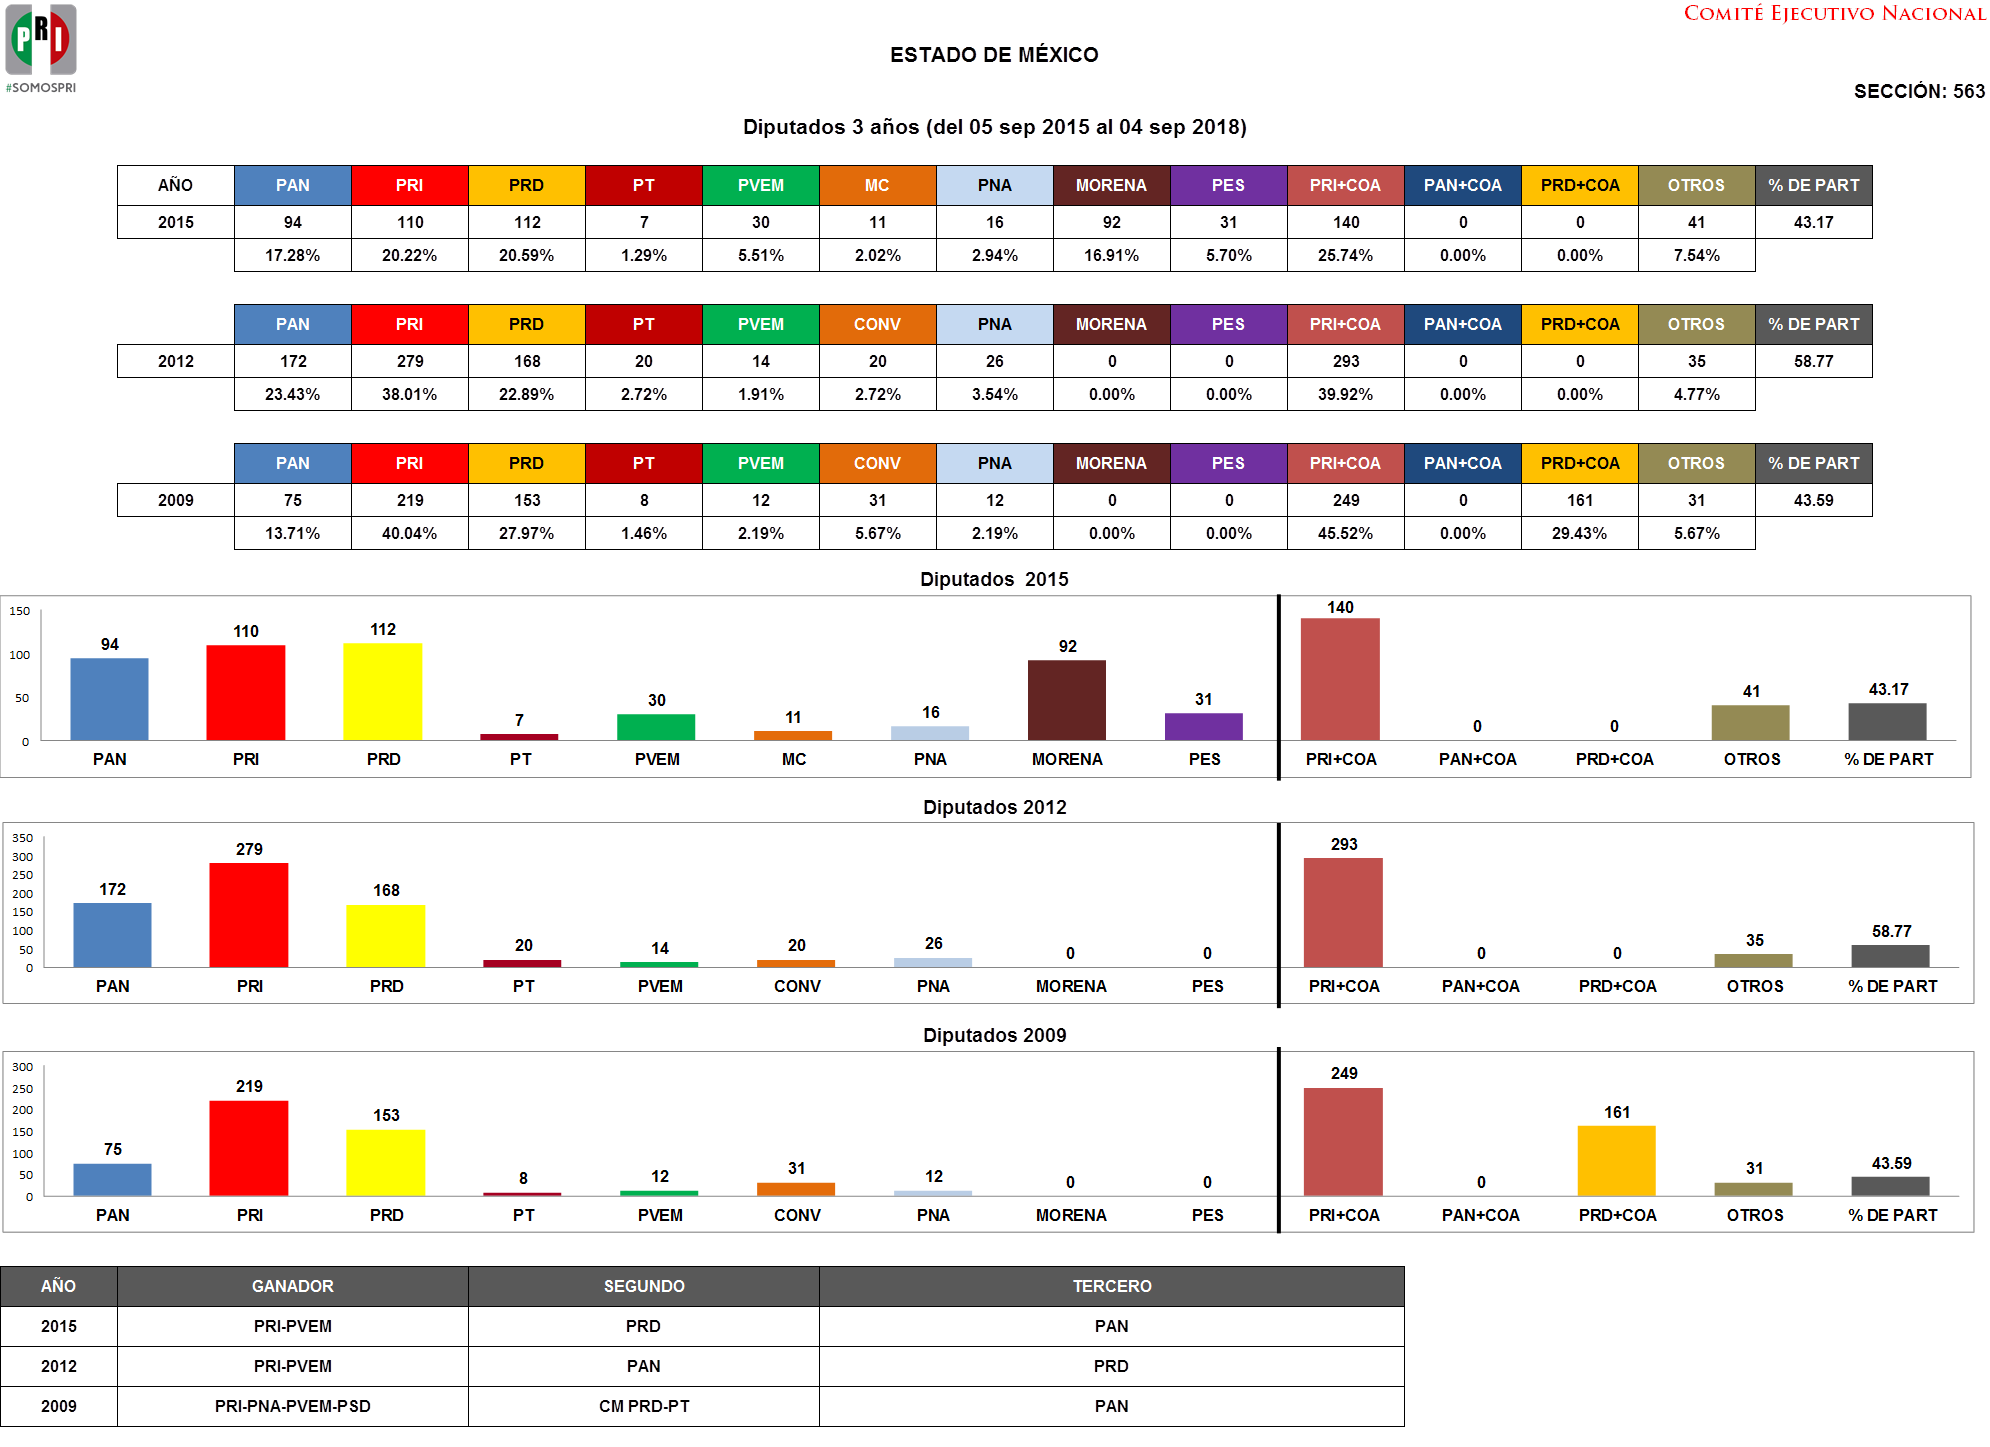 PRI
#SOMOSPRI
COMITÉ EJECUTIVO NACIONAL
ESTADO DE MÉXICO
SECCIÓN: 563
Diputados 3 años (del 05 sep 2015 al 04 sep 2018)
AÑO PAN PRI PRD PT PVEM MC PNA MORENA PES PRI+COA PAN+COA PRD+COA OTROS % DE PART
2015 94 110 112 7 30 11 16 92 31 140 0 0 41 43.17
17.28% 20.22% 20.59% 1.29% 5.51% 2.02% 2.94% 16.91% 5.70% 25.74% 0.00% 0.00% 7.54%
PAN PRI PRD PT PVEM CONV PNA MORENA PES PRI+COA PAN+COA PRD+COA OTROS % DE PART
2012 172 279 168 20 14 20 26 0 0 293 0 0 35 58.77
23.43% 38.01% 22.89% 2.72% 1.91% 2.72% 3.54% 0.00% 0.00% 39.92% 0.00% 0.00% 4.77%
PAN PRI PRD PT PVEM CONV PNA MORENA PES PRI+COA PAN+COA PRD+COA OTROS % DE PART
2009 75 219 153 8 12 31 12 0 0 249 0 161 31 43.59
13.71% 40.04% 27.97% 1.46% 2.19% 5.67% 2.19% 0.00% 0.00% 45.52% 0.00% 29.43% 5.67%
Diputados 2015
150
100
50
0
94 110 112 7 30 11 16 92 31 140 0 0 41 43.17
PAN PRI PRD PT PVEM MC PNA MORENA PES PRI+COA PAN+COA PRD+COA OTROS % DE PART
Diputados 2012
350
300
250
200
150
100
50
0
172 279 168 20 14 20 26 0 0 293 0 0 35 58.77
PAN PRI PRD PT PVEM CONV PNA MORENA PES PRI+COA PAN+COA PRD+COA OTROS % DE PART
Diputados 2009
300
250
200
150
100
50
0
75 219 153 8 12 31 12 0 0 249 0 161 31 43.59
PAN PRI PRD PT PVEM CONV PNA MORENA PES PRI+COA PAN+COA PRD+COA OTROS % DE PART
AÑO GANADOR SEGUNDO TERCERO
2015 PRI-PVEM PRD PAN
2012 PRI-PVEM PAN PRD
2009 PRI-PNA-PVEM-PSD CM PRD-PT PAN